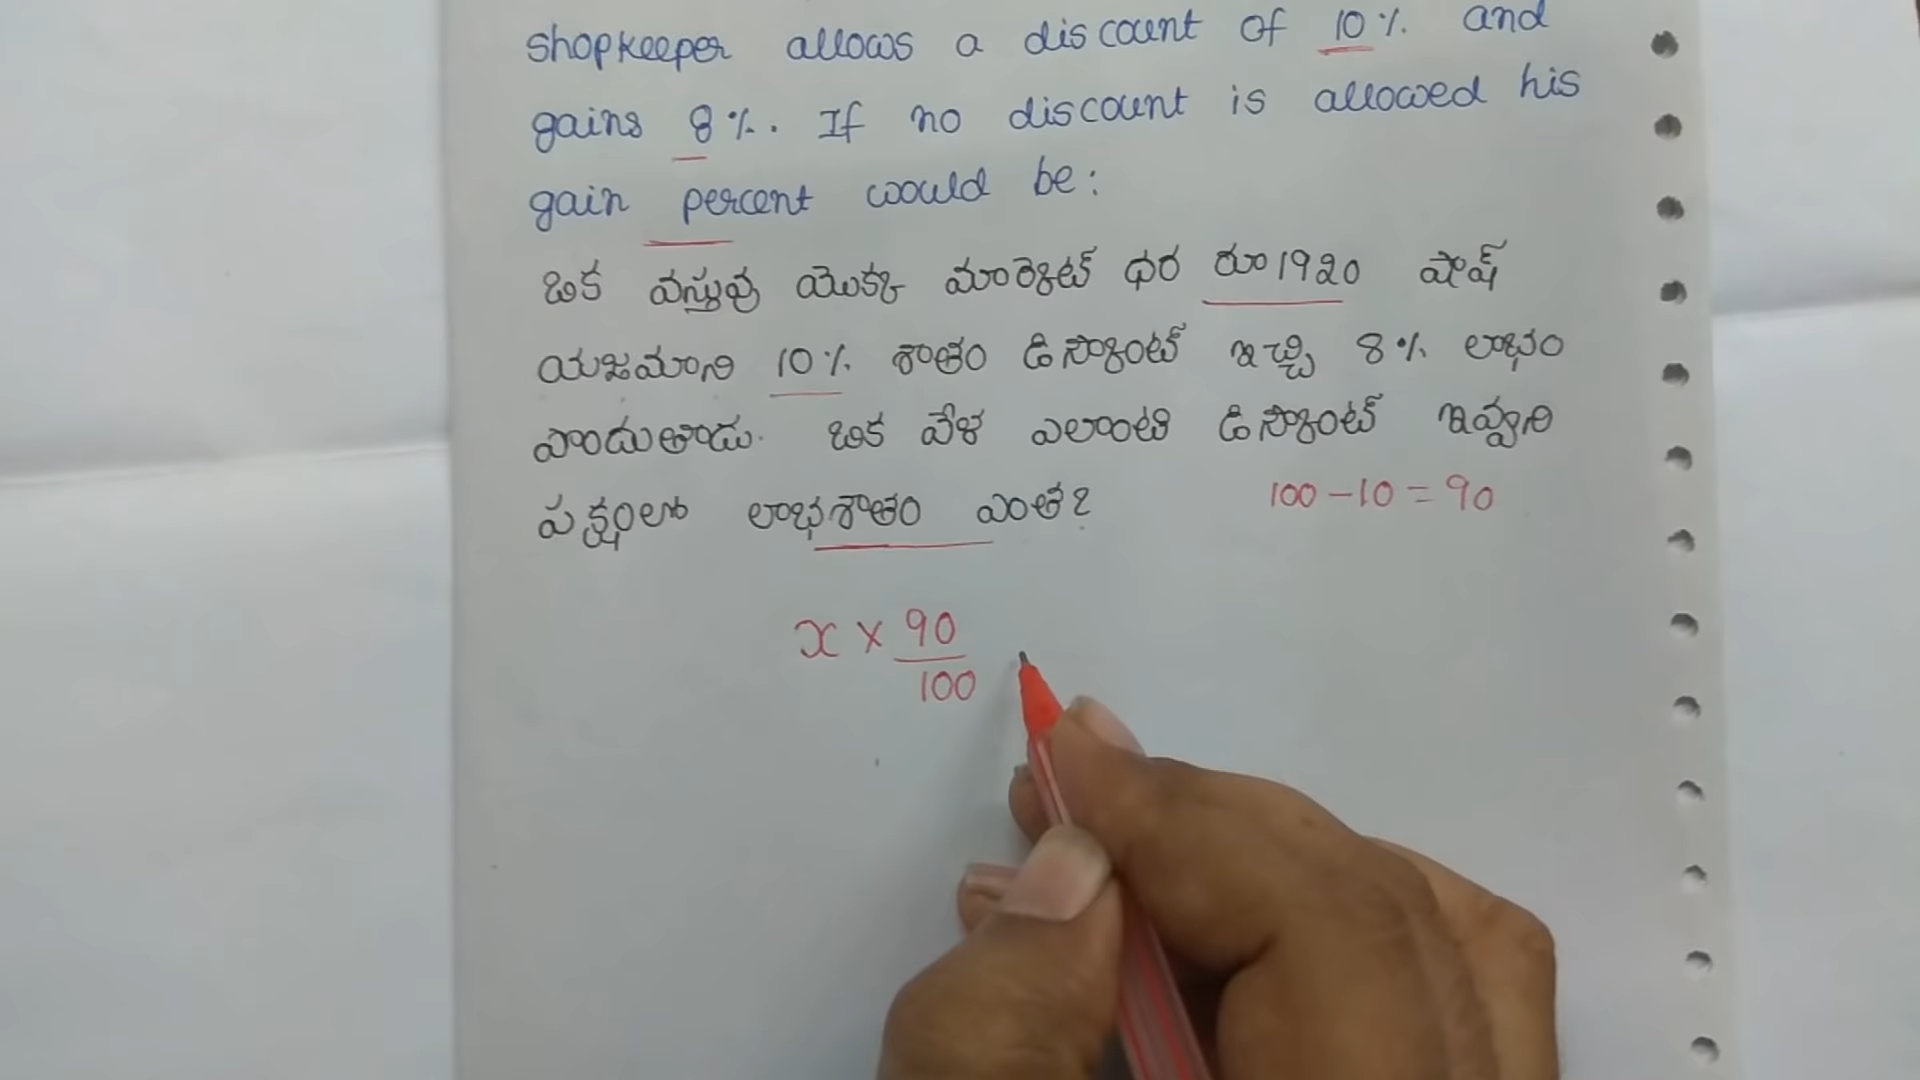 shopkeeper allows a discount of 10%. and
gains 8%. If no discount is allowed his
gain percent would be:
ఒక వస్తువు యొక్క మార్కెట్ ధర రూ1920 షాప్
యజమాని 10% శాతం డిస్కౌంట్ ఇచ్చి 8% లాభం
పొందుతాడు. ఒక వేళ ఎలాంటి డిస్కౌంట్ ఇవ్వని
పక్షంలో లాభశాతం ఎంత?
100-10=90
x × 90
100